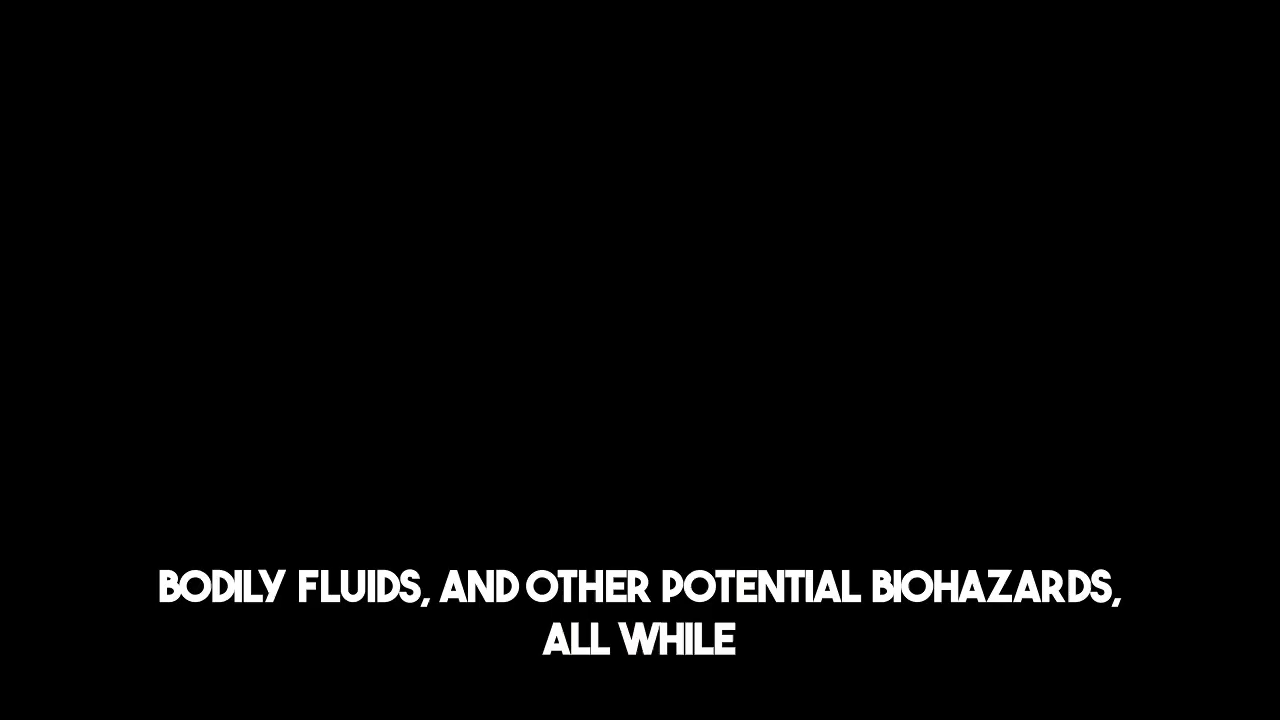 BODILY FLUIDS, AND OTHER POTENTIAL BIOHAZARDS,
ALL WHILE